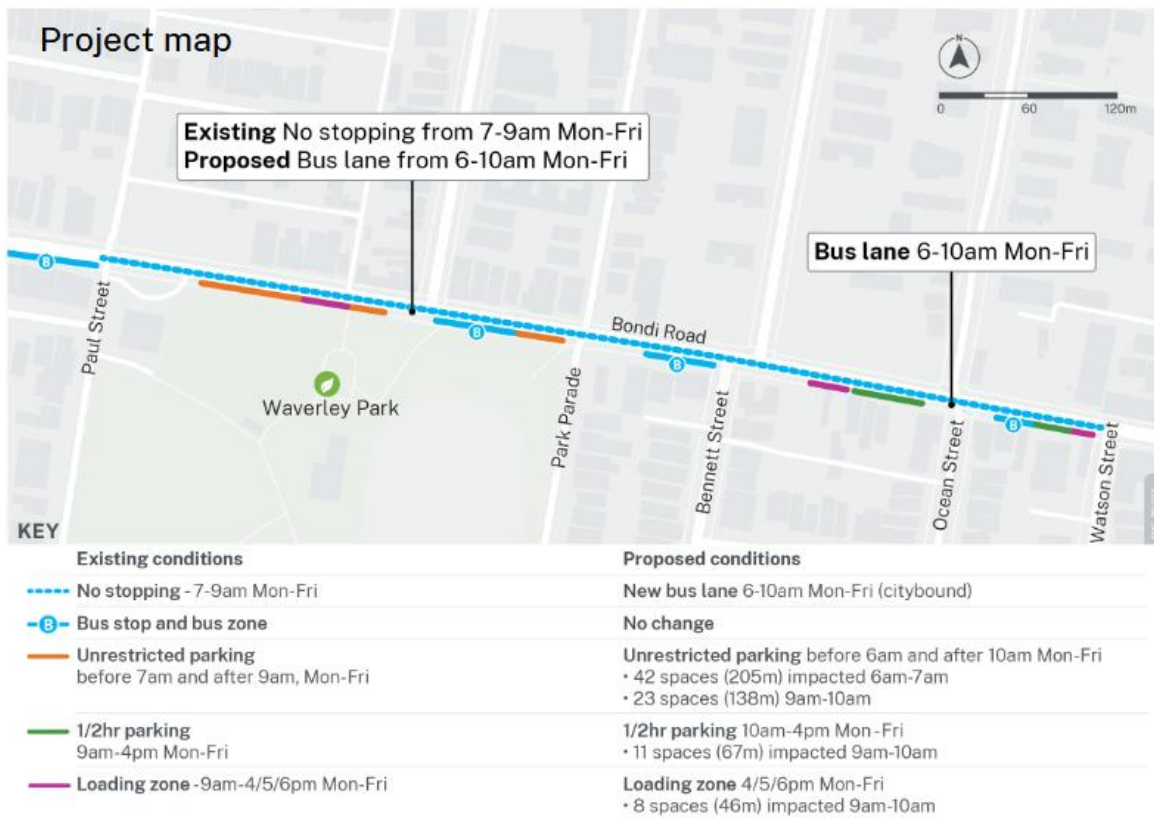 Project map
N
0 60 120m
Existing No stopping from 7-9am Mon-Fri
Proposed Bus lane from 6-10am Mon-Fri
Bus lane 6-10am Mon-Fri
B
B
Bondi Road
B
Paul Street
Waverley Park
Park Parade
Bennett Street
Ocean Street
B
Watson Street
KEY
Existing conditions Proposed conditions
No stopping - 7-9am Mon-Fri New bus lane 6-10am Mon-Fri (citybound)
B Bus stop and bus zone No change
Unrestricted parking Unrestricted parking before 6am and after 10am Mon-Fri
before 7am and after 9am, Mon-Fri • 42 spaces (205m) impacted 6am-7am
• 23 spaces (138m) 9am-10am
1/2hr parking 1/2hr parking 10am-4pm Mon -Fri
9am-4pm Mon-Fri • 11 spaces (67m) impacted 9am-10am
Loading zone -9am-4/5/6pm Mon-Fri Loading zone 4/5/6pm Mon-Fri
• 8 spaces (46m) impacted 9am-10am